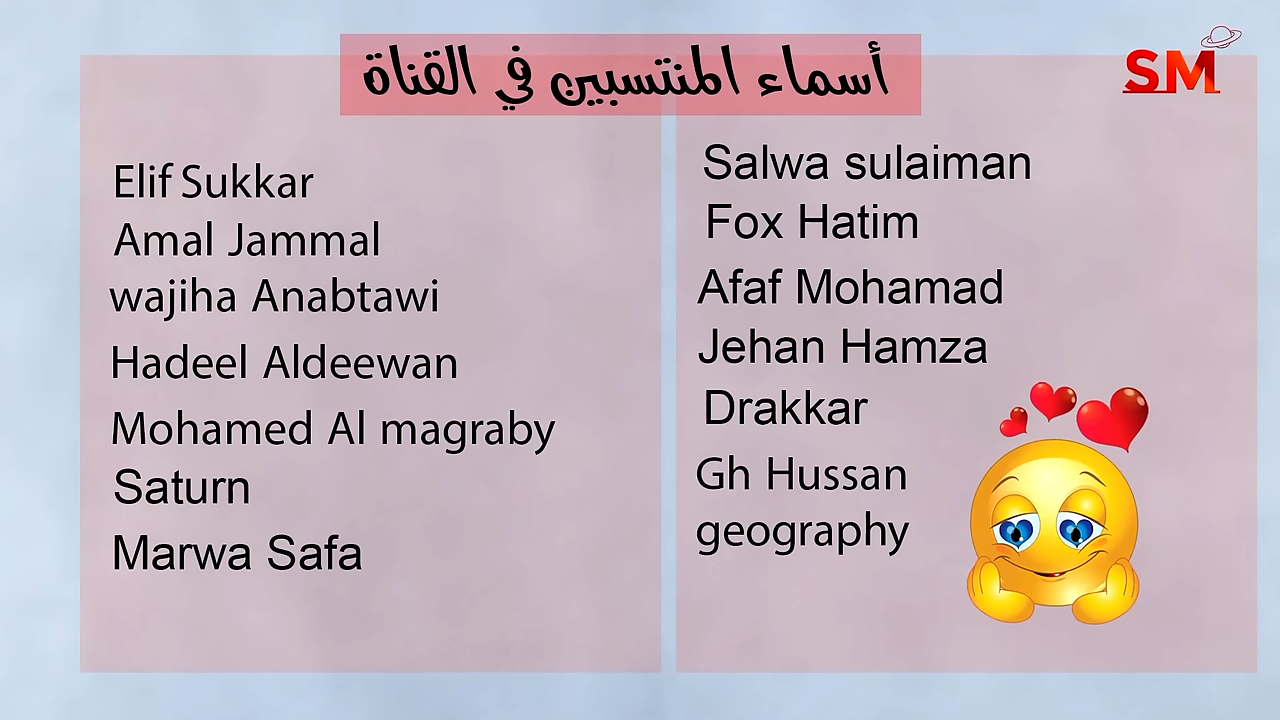 أسماء المنتسبين في القناة
SM
Elif Sukkar
Amal Jammal
wajiha Anabtawi
Hadeel Aldeewan
Mohamed Al magraby
Saturn
Marwa Safa
Salwa sulaiman
Fox Hatim
Afaf Mohamad
Jehan Hamza
Drakkar
Gh Hussan
geography